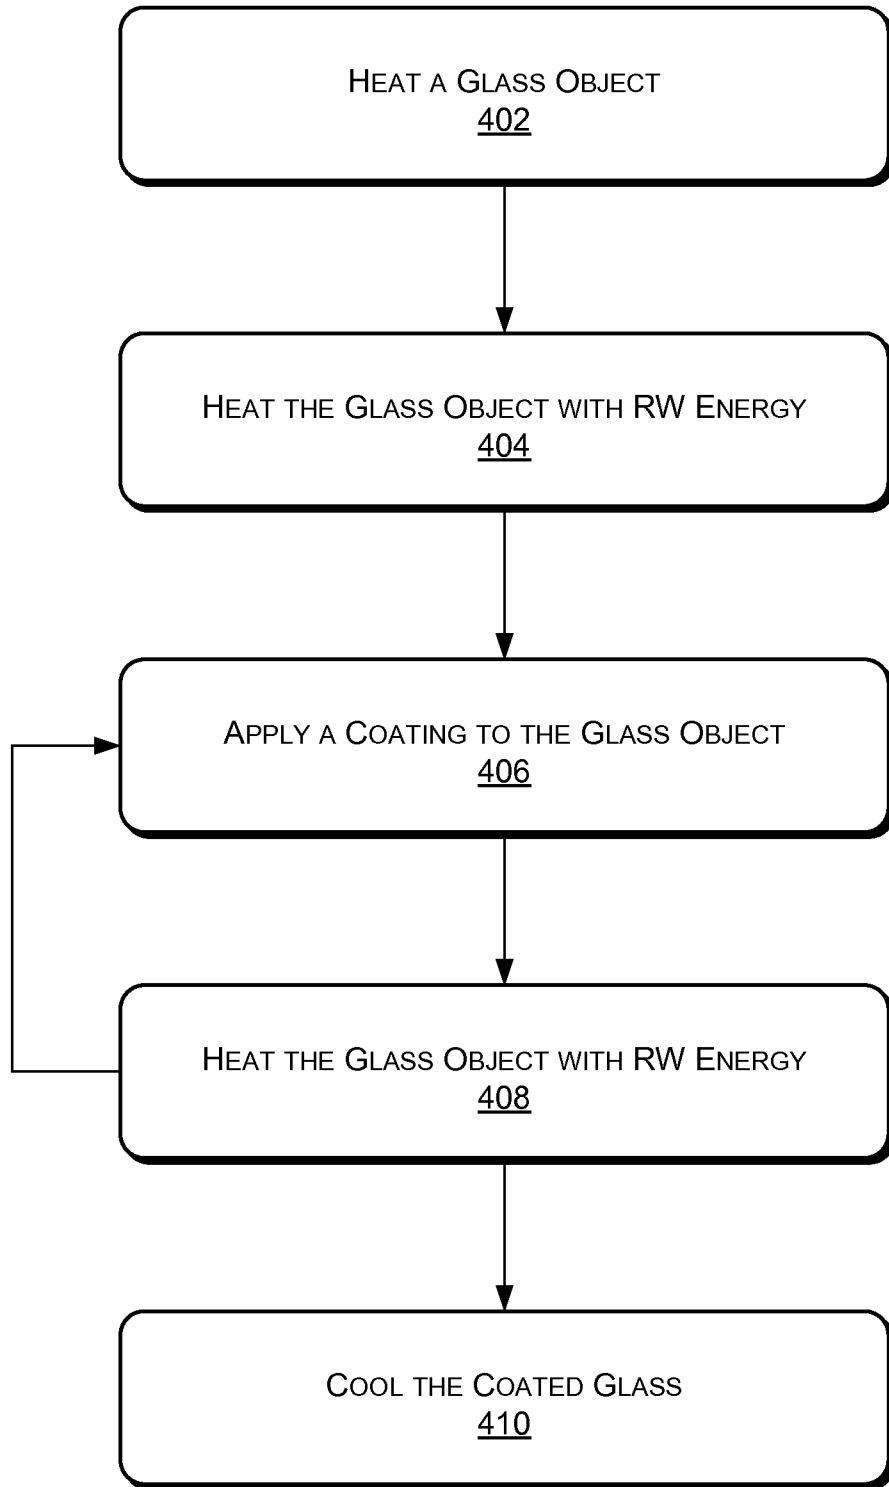 HEAT A GLASS OBJECT
402
HEAT THE GLASS OBJECT WITH RW ENERGY
404
APPLY A COATING TO THE GLASS OBJECT
406
HEAT THE GLASS OBJECT WITH RW ENERGY
408
COOL THE COATED GLASS
410